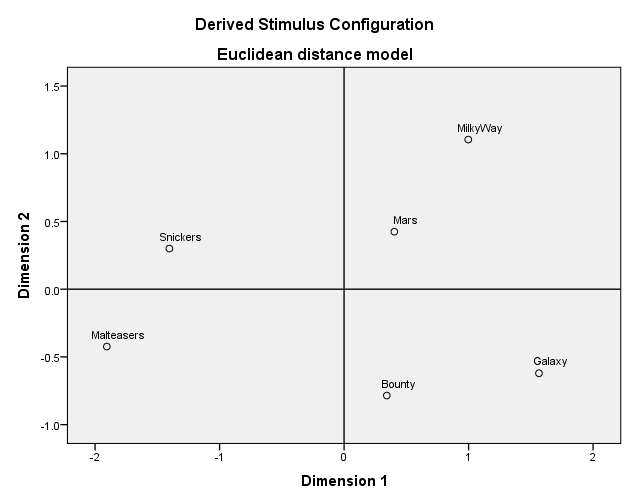 Derived Stimulus Configuration
Euclidean distance model
1.5
MilkyWay
1.0
0.5
Mars
Snickers
0.0
Malteasers
-0.5
Galaxy
Bounty
-1.0
-2 -1 0 1 2
Dimension 2
Dimension 1